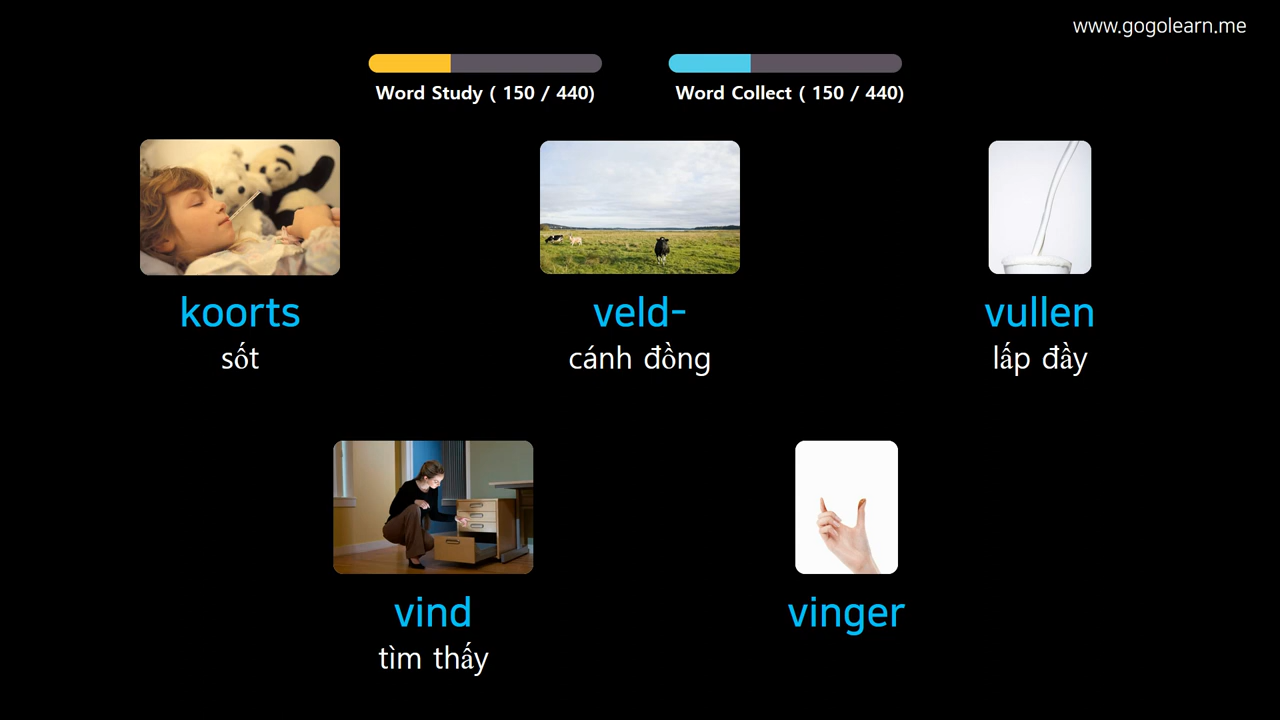 www.gogolearn.me
Word Study ( 150 / 440)
Word Collect ( 150 / 440)
koorts
sốt
veld-
cánh đồng
vullen
lấp đầy
vind
tìm thấy
vinger